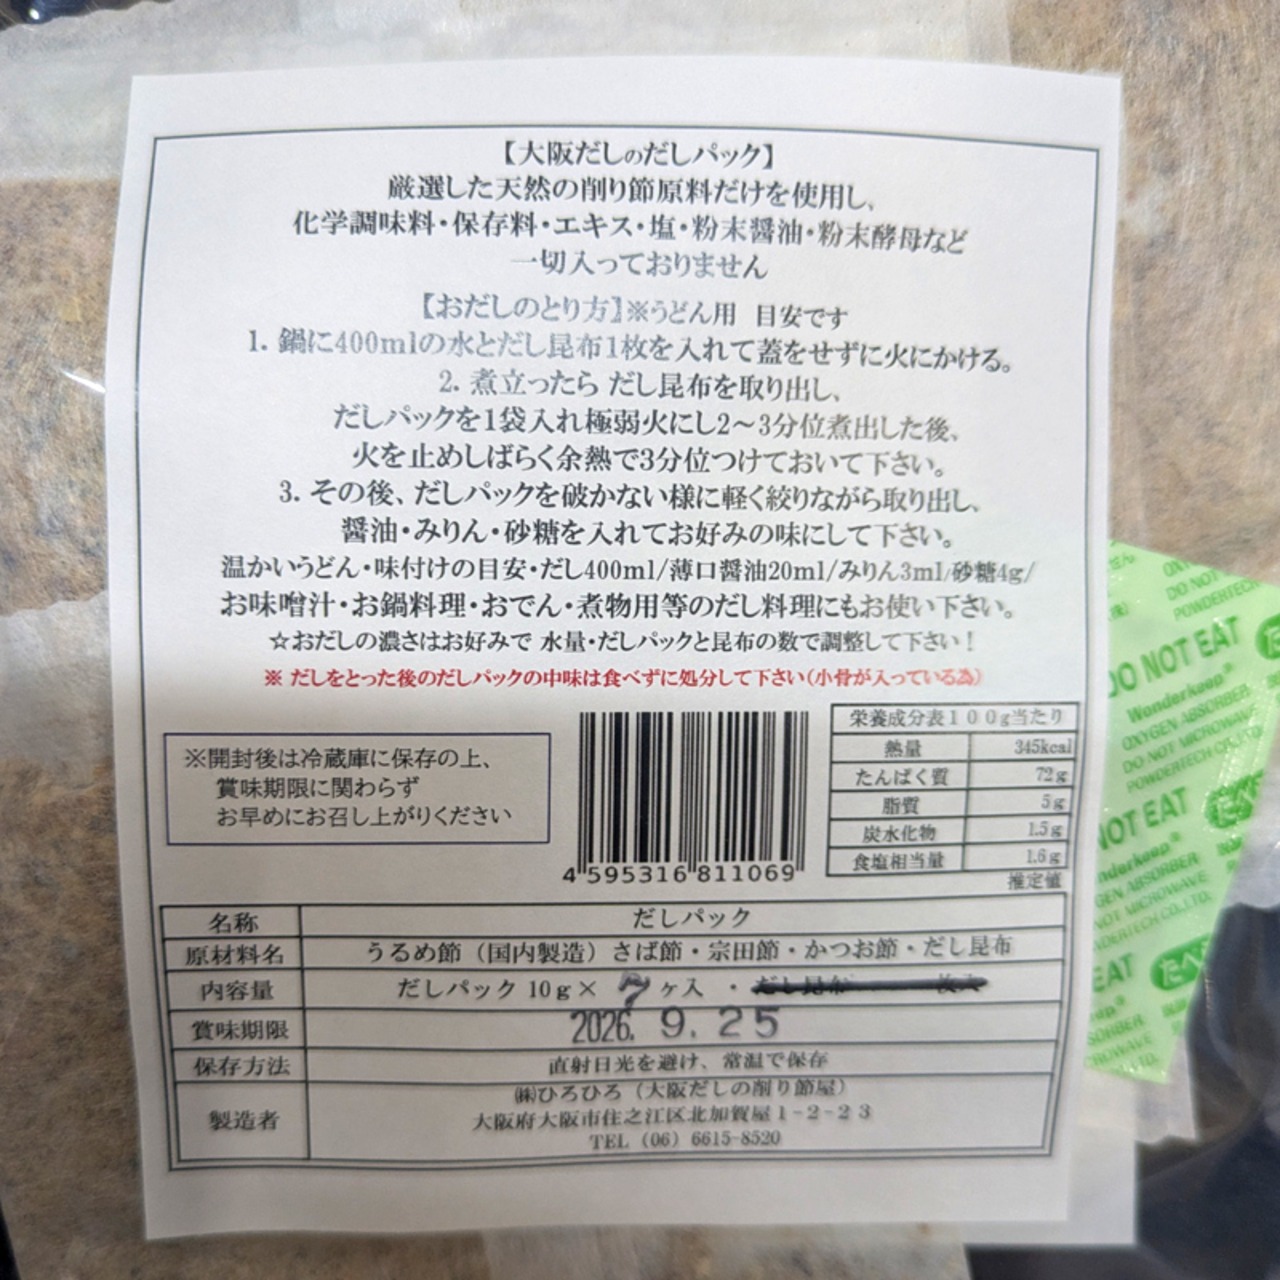 【大阪だしのだしパック】
厳選した天然の削り節原料だけを使用し、
化学調味料・保存料・エキス・塩・粉末醤油・粉末酵母など
一切入っておりません
【おだしのとり方】※うどん用 目安です
1. 鍋に400mlの水とだし昆布1枚を入れて蓋をせずに火にかける。
2. 煮立ったら だし昆布を取り出し、
だしパックを1袋入れ極弱火にし2〜3分位煮出した後、
火を止めしばらく余熱で3分位つけておいて下さい。
3. その後、だしパックを破かない様に軽く絞りながら取り出し、
醤油・みりん・砂糖を入れてお好みの味にして下さい。
温かいうどん・味付けの目安・だし400ml/薄口醤油20ml/みりん3ml/砂糖4g/
お味噌汁・お鍋料理・おでん・煮物用等のだし料理にもお使い下さい。
☆おだしの濃さはお好みで 水量・だしパックと昆布の数で調整して下さい！
※ だしをとった後のだしパックの中味は食べずに処分して下さい(小骨が入っている為)
※開封後は冷蔵庫に保存の上、
賞味期限に関わらず
お早めにお召し上がりください
4 595316 811069
栄養成分表100g当たり
熱量 345kcal
たんぱく質 72g
脂質 5g
炭水化物 1.5g
食塩相当量 1.6g
推定値
名称 だしパック
原材料名 うるめ節（国内製造）さば節・宗田節・かつお節・だし昆布
内容量 だしパック 10g× 7 ヶ入 ・
賞味期限 2026. 9. 25
保存方法 直射日光を避け、常温で保存
製造者 ㈱ひろひろ（大阪だしの削り節屋）
大阪府大阪市住之江区北加賀屋1-2-23
TEL（06）6615-8520
DO NOT
POWDERTECH
DO NOT EAT
Wonderkeep®
OXYGEN ABSORBER
DO NOT MICROWAVE
POWDERTECH CO.,LTD.
NOT EAT
ABSORBER
NOT MICROWAVE
EAT